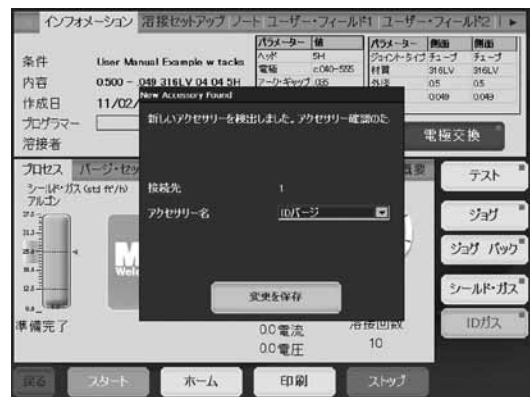 インフォメーション 溶接セットアップ ノート ユーザー・フィールド1 ユーザー・フィールド2
条件 User Manual Example w tacks
内容 0.500 - 049 316LV 04 04 5H
作成日 11/02/
プログラマー
溶接者
パラメーター 値
ヘッド 5H
電極 c.040-.555
アーク・ギャップ .035
パラメーター 側面 側面
ジョイント・タイプ チューブ チューブ
材質 316LV 316LV
外径 0.5 0.5
0.049 0.049
電極交換
New Accessory Found
新しいアクセサリーを検出しました。アクセサリー確認のた
接続先 1
アクセサリー名 IDパージ
変更を保存
プロセス パージ・セッ 概要
シールド・ガス (std ft³/h)
アルゴン
準備完了
0.0 電流
0.0 電圧
溶接回数
10
テスト
ジョグ
ジョグ バック
シールド・ガス
IDガス
戻る スタート ホーム 印刷 ストップ